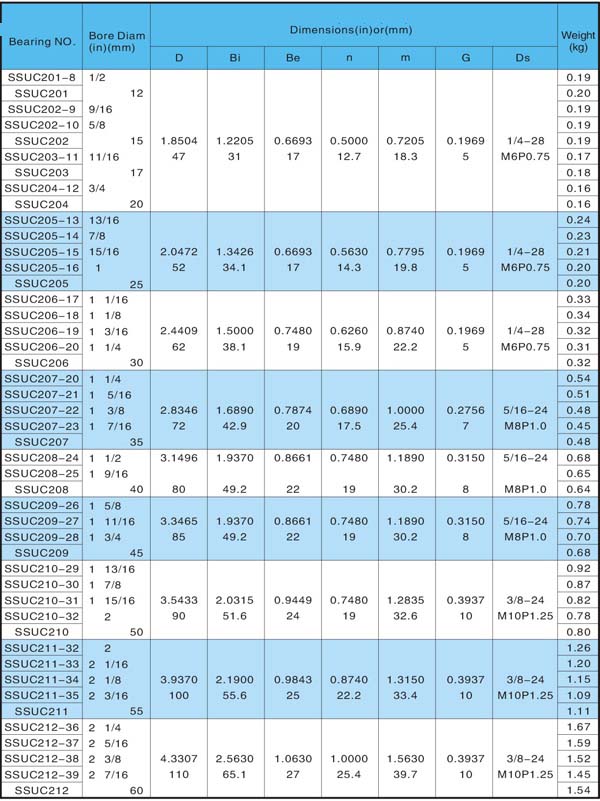 Bearing NO. Bore Diam (in)(mm) Dimensions(in)or(mm) Weight (kg)
D Bi Be n m G Ds
SSUC201-8 1/2 0.19
SSUC201 12 0.20
SSUC202-9 9/16 0.19
SSUC202-10 5/8 0.19
SSUC202 15 1.8504 1.2205 0.6693 0.5000 0.7205 0.1969 1/4-28 0.19
SSUC203-11 11/16 47 31 17 12.7 18.3 5 M6P0.75 0.17
SSUC203 17 0.18
SSUC204-12 3/4 0.16
SSUC204 20 0.16
SSUC205-13 13/16 0.24
SSUC205-14 7/8 0.23
SSUC205-15 15/16 2.0472 1.3426 0.6693 0.5630 0.7795 0.1969 1/4-28 0.21
SSUC205-16 1 52 34.1 17 14.3 19.8 5 M6P0.75 0.20
SSUC205 25 0.20
SSUC206-17 1 1/16 0.33
SSUC206-18 1 1/8 0.34
SSUC206-19 1 3/16 2.4409 1.5000 0.7480 0.6260 0.8740 0.1969 1/4-28 0.32
SSUC206-20 1 1/4 62 38.1 19 15.9 22.2 5 M6P0.75 0.31
SSUC206 30 0.32
SSUC207-20 1 1/4 0.54
SSUC207-21 1 5/16 0.51
SSUC207-22 1 3/8 2.8346 1.6890 0.7874 0.6890 1.0000 0.2756 5/16-24 0.48
SSUC207-23 1 7/16 72 42.9 20 17.5 25.4 7 M8P1.0 0.45
SSUC207 35 0.48
SSUC208-24 1 1/2 3.1496 1.9370 0.8661 0.7480 1.1890 0.3150 5/16-24 0.68
SSUC208-25 1 9/16 0.65
SSUC208 40 80 49.2 22 19 30.2 8 M8P1.0 0.64
SSUC209-26 1 5/8 0.78
SSUC209-27 1 11/16 3.3465 1.9370 0.8661 0.7480 1.1890 0.3150 5/16-24 0.74
SSUC209-28 1 3/4 85 49.2 22 19 30.2 8 M8P1.0 0.70
SSUC209 45 0.68
SSUC210-29 1 13/16 0.92
SSUC210-30 1 7/8 0.87
SSUC210-31 1 15/16 3.5433 2.0315 0.9449 0.7480 1.2835 0.3937 3/8-24 0.82
SSUC210-32 2 90 51.6 24 19 32.6 10 M10P1.25 0.78
SSUC210 50 0.80
SSUC211-32 2 1.26
SSUC211-33 2 1/16 1.20
SSUC211-34 2 1/8 3.9370 2.1900 0.9843 0.8740 1.3150 0.3937 3/8-24 1.15
SSUC211-35 2 3/16 100 55.6 25 22.2 33.4 10 M10P1.25 1.09
SSUC211 55 1.11
SSUC212-36 2 1/4 1.67
SSUC212-37 2 5/16 1.59
SSUC212-38 2 3/8 4.3307 2.5630 1.0630 1.0000 1.5630 0.3937 3/8-24 1.52
SSUC212-39 2 7/16 110 65.1 27 25.4 39.7 10 M10P1.25 1.45
SSUC212 60 1.54